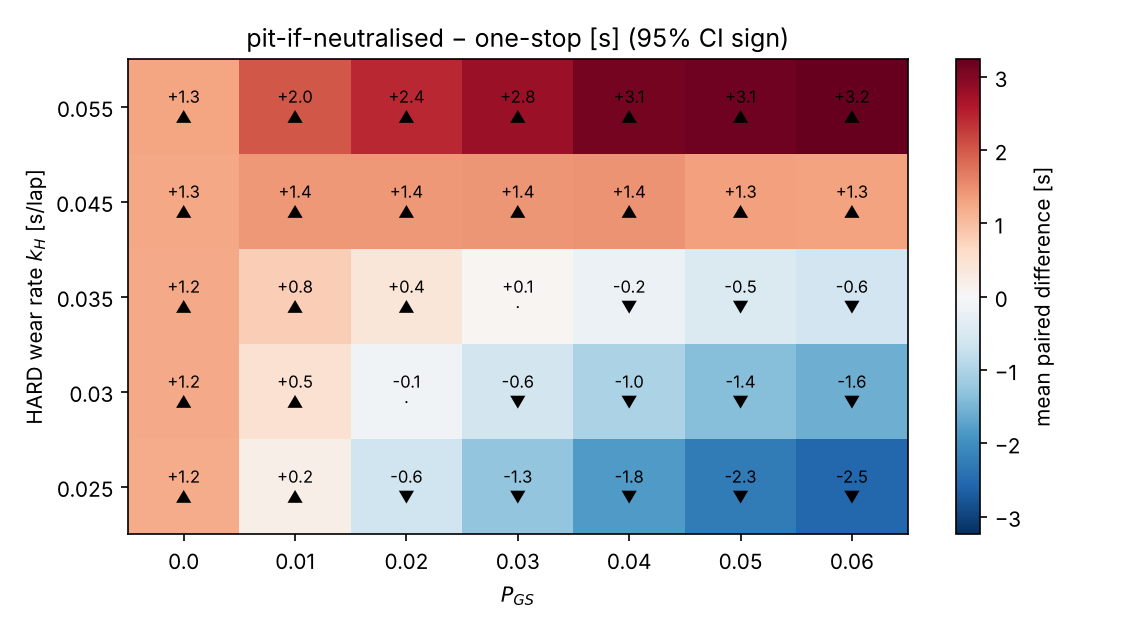 pit-if-neutralised − one-stop [s] (95% CI sign)
HARD wear rate k_H [s/lap]
0.055
+1.3 +2.0 +2.4 +2.8 +3.1 +3.1 +3.2
0.045
+1.3 +1.4 +1.4 +1.4 +1.4 +1.3 +1.3
0.035
+1.2 +0.8 +0.4 +0.1 -0.2 -0.5 -0.6
0.03
+1.2 +0.5 -0.1 -0.6 -1.0 -1.4 -1.6
0.025
+1.2 +0.2 -0.6 -1.3 -1.8 -2.3 -2.5
0.0 0.01 0.02 0.03 0.04 0.05 0.06
P_GS
3
2
1
0
−1
−2
−3
mean paired difference [s]